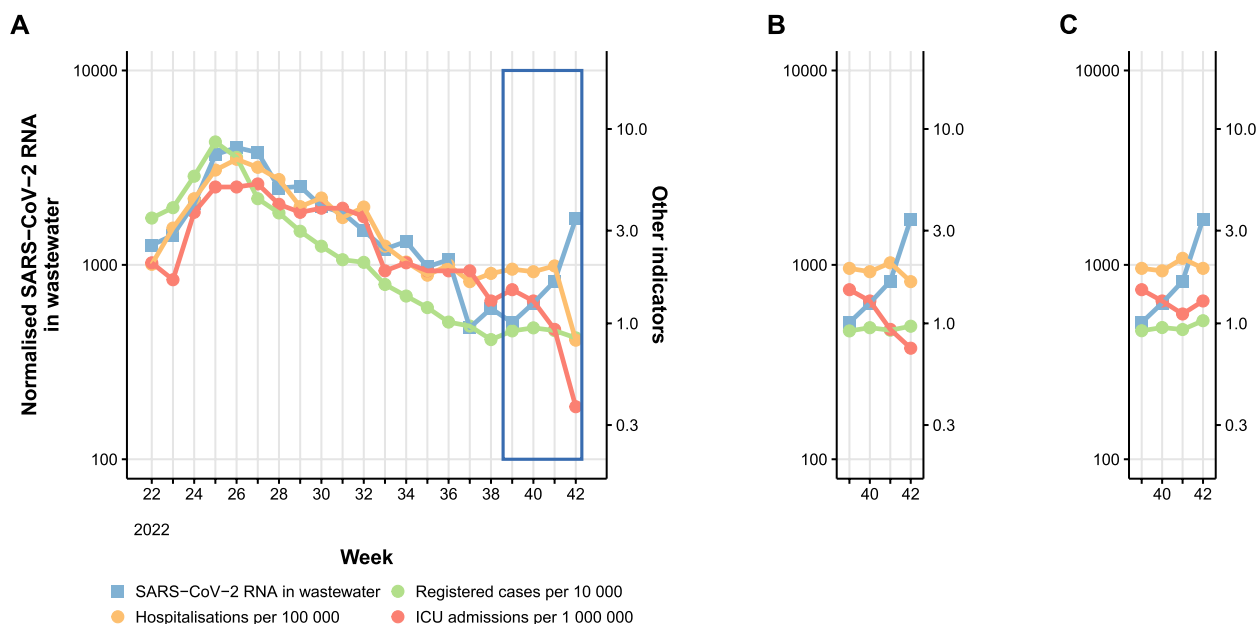 A
B
C
Normalised SARS−CoV−2 RNA
in wastewater
10000
1000
100
10.0
3.0
1.0
0.3
Other indicators
22 24 26 28 30 32 34 36 38 40 42
2022
Week
10000
1000
100
10.0
3.0
1.0
0.3
40 42
10000
1000
100
10.0
3.0
1.0
0.3
40 42
SARS−CoV−2 RNA in wastewater Registered cases per 10 000
Hospitalisations per 100 000 ICU admissions per 1 000 000